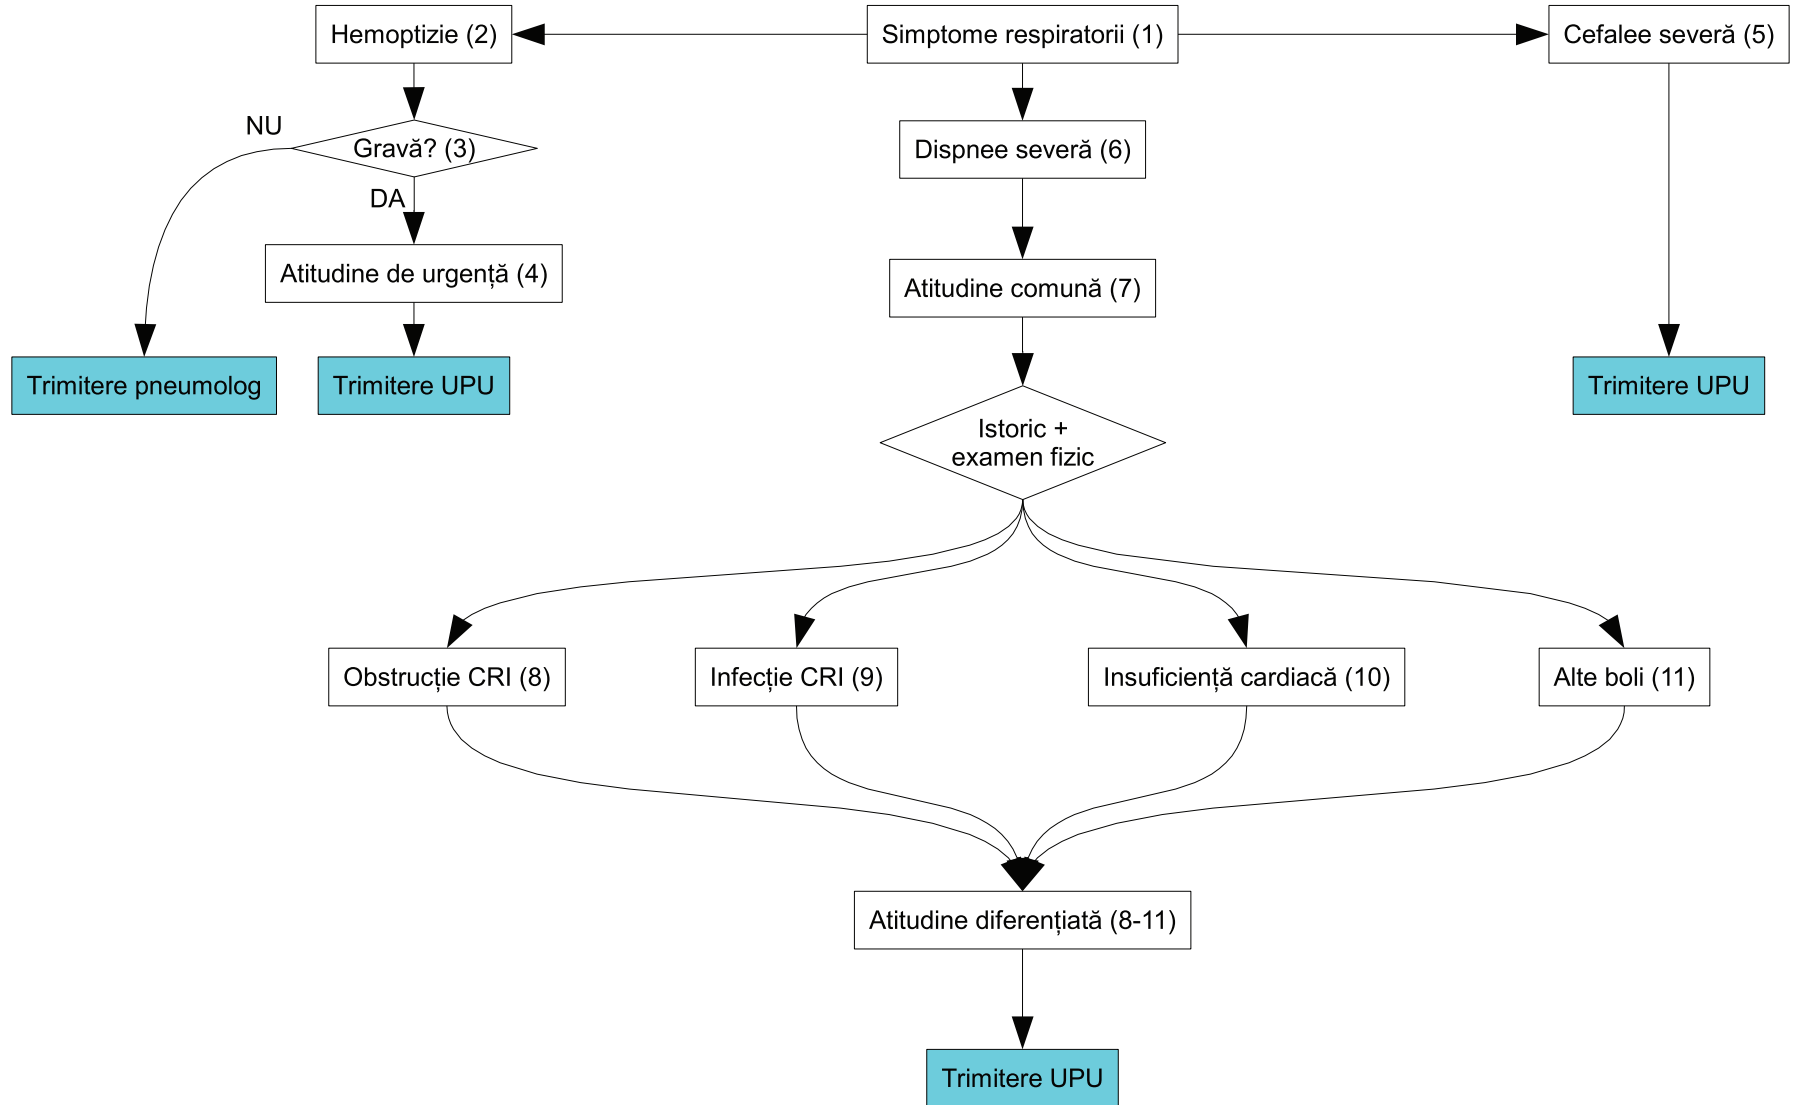 Hemoptizie (2)
Simptome respiratorii (1)
Cefalee severă (5)
NU
Gravă? (3)
Dispnee severă (6)
DA
Atitudine de urgență (4)
Atitudine comună (7)
Trimitere pneumolog
Trimitere UPU
Trimitere UPU
Istoric +
examen fizic
Obstrucție CRI (8)
Infecție CRI (9)
Insuficiență cardiacă (10)
Alte boli (11)
Atitudine diferențiată (8-11)
Trimitere UPU